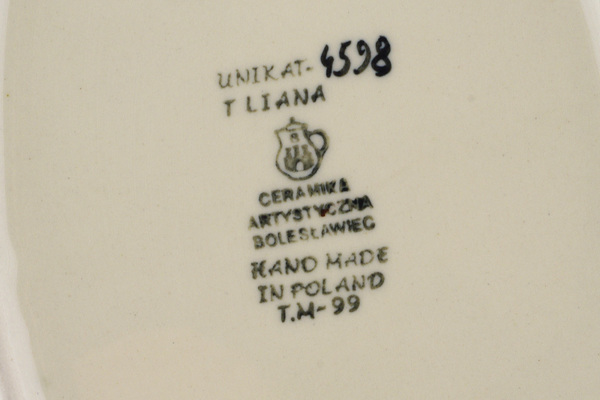 UNIKAT-4598
T LIANA
CERAMIKA
ARTYSTYCZNA
BOLESŁAWIEC
HAND MADE
IN POLAND
T.M-99